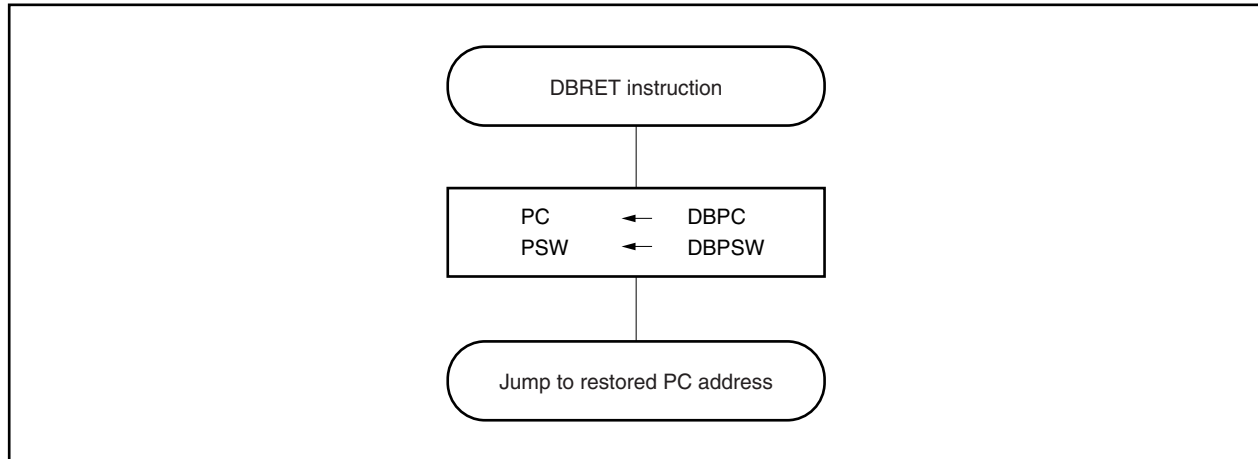 DBRET instruction
PC ← DBPC
PSW ← DBPSW
Jump to restored PC address